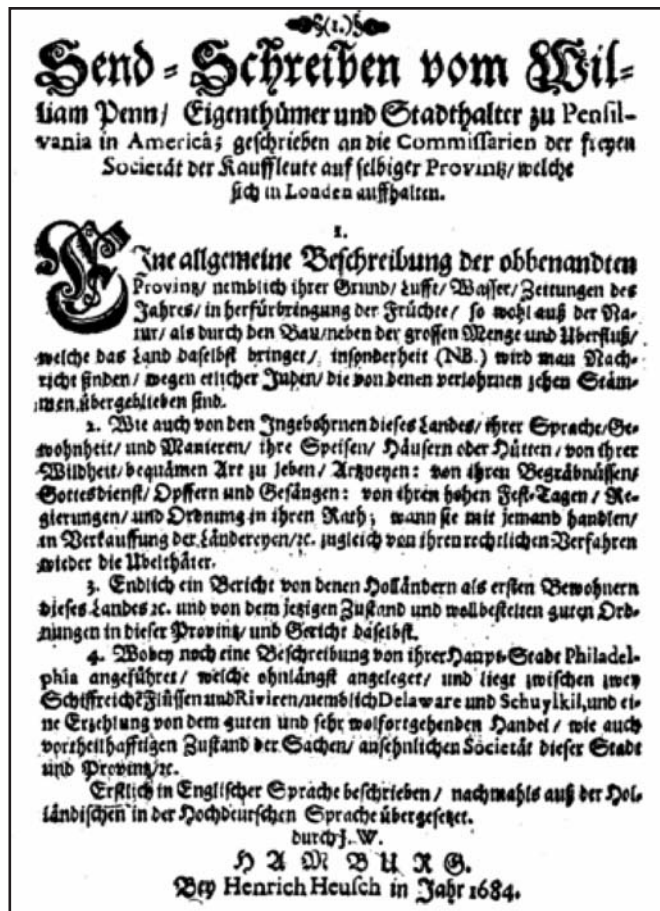 (1.)
Send-Schreiben vom Wil-
liam Penn/ Eigenthümer und Stadthalter zu Pensil-
vania in America; geschrieben an die Commissarien der freyen
Societät der Kauffleute auf selbiger Provintz/ welche
sich in Londen auffhalten.
1.
EIne allgemeine Beschreibung der obbenandten
Provintz/ nemblich ihrer Grund/ Lufft/ Wasser/ Zeitungen des
Jahres/ in herfürbringung der Früchte/ so wohl auß der Na-
tur/ als durch den Bau/ neben der grossen Menge und Uberfluß/
welche das Land daselbst bringet/ insonderheit (NB.) wird man Nach-
richt finden/ wegen etlicher Juden/ die von denen verlohrnen zehen Stäm-
men übergeblieben sind.
2. Wie auch von den Ingebohrnen dieses Landes/ ihrer Sprache/ Ge-
wohnheit/ und Manieren/ ihre Speisen/ Häusern oder Hütten/ von ihrer
Wildheit/ bequämen Art zu leben/ Artzneyen: von ihren Begräbnüssen/
Gottesdienst/ Opffern und Gesängen: von ihren hohen Fest-Tagen/ Re-
gierungen/ und Ordnung in ihren Rath; wann sie mit jemand handlen/
in Verkauffung der Ländereyen/ꝛc. zugleich von ihren rechtlichen Verfahren
wieder die Ubelthäter.
3. Endlich ein Bericht von denen Holländern als ersten Bewohnern
dieses Landes ꝛc. und von dem jetzigen Zustand und wollbestelten guten Ord-
nungen in dieser Provintz/ und Gericht daselbst.
4. Wobey noch eine Beschreibung von ihrer Haupt-Stadt Philadel-
phia angeführet/ welche ohnlängst angeleget/ und liegt zwischen zwey
Schiffreiche Flüssen und Riviren/ nemblich Delaware und Schuylkil, und ei-
ne Erzehlung von dem guten und sehr wolfortgehenden Handel/ wie auch
vortheilhafftigen Zustand der Sachen/ ansehnlichen Societät dieser Stadt
und Provintz/ꝛc.
Erstlich in Englischer Sprache beschrieben/ nachmahls auß der Hol-
ländischen in der Hochdeutschen Sprache übergesetzet.
durch J. W.
HAMBURG.
Bey Henrich Heusch in Jahr 1684.